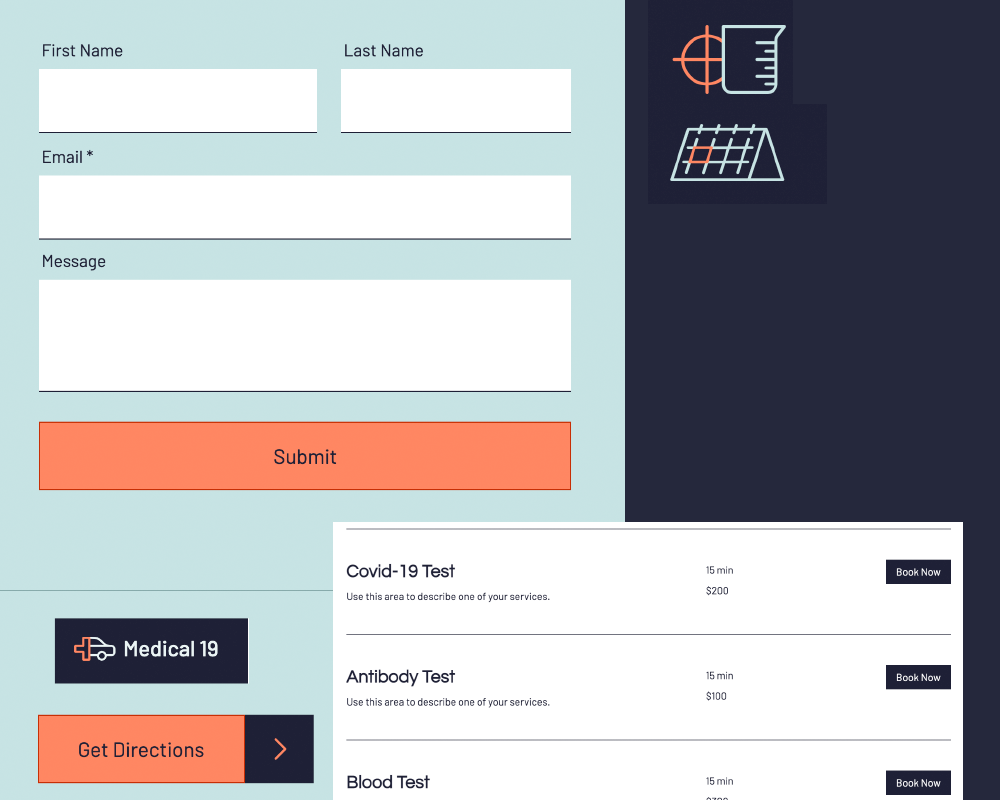 First Name
Last Name
Email *
Message
Submit
Medical 19
Get Directions
Covid-19 Test
15 min
Book Now
Use this area to describe one of your services.
$200
Antibody Test
15 min
Book Now
Use this area to describe one of your services.
$100
Blood Test
15 min
Book Now